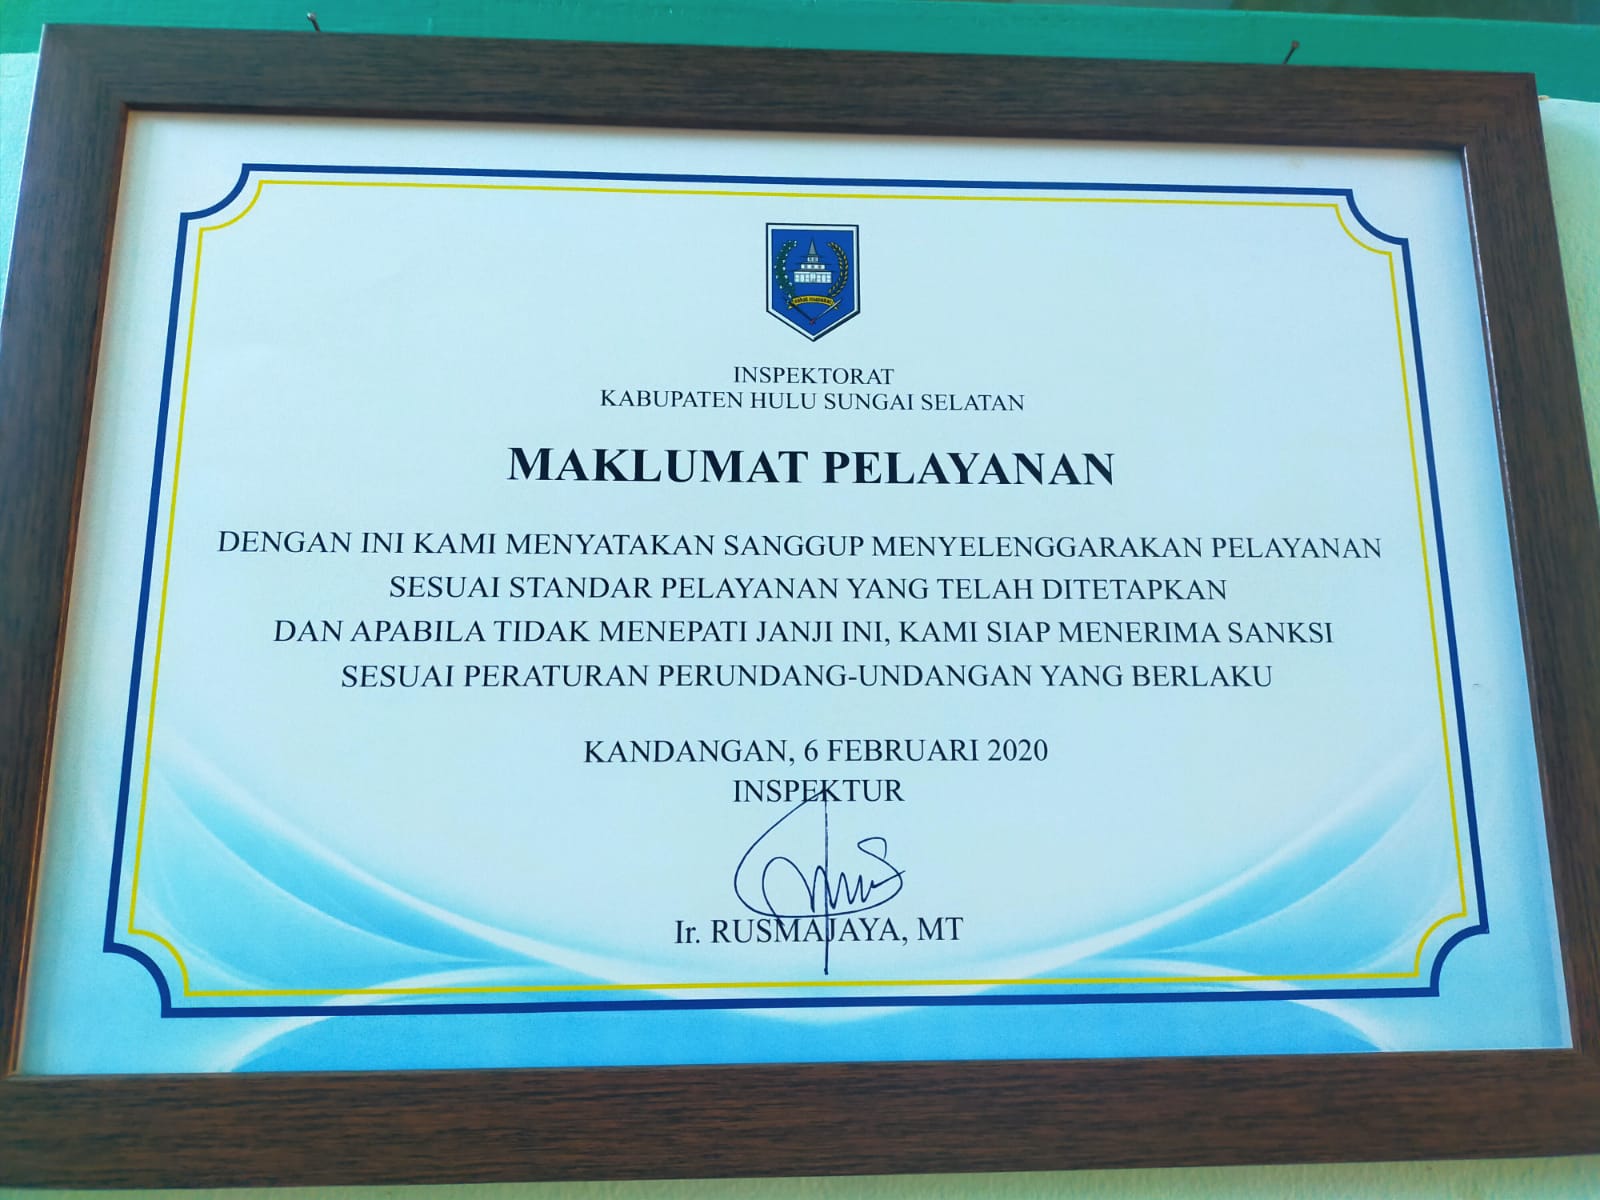 INSPEKTORAT
KABUPATEN HULU SUNGAI SELATAN
MAKLUMAT PELAYANAN
DENGAN INI KAMI MENYATAKAN SANGGUP MENYELENGGARAKAN PELAYANAN
SESUAI STANDAR PELAYANAN YANG TELAH DITETAPKAN
DAN APABILA TIDAK MENEPATI JANJI INI, KAMI SIAP MENERIMA SANKSI
SESUAI PERATURAN PERUNDANG-UNDANGAN YANG BERLAKU
KANDANGAN, 6 FEBRUARI 2020
INSPEKTUR
Ir. RUSMAJAYA, MT